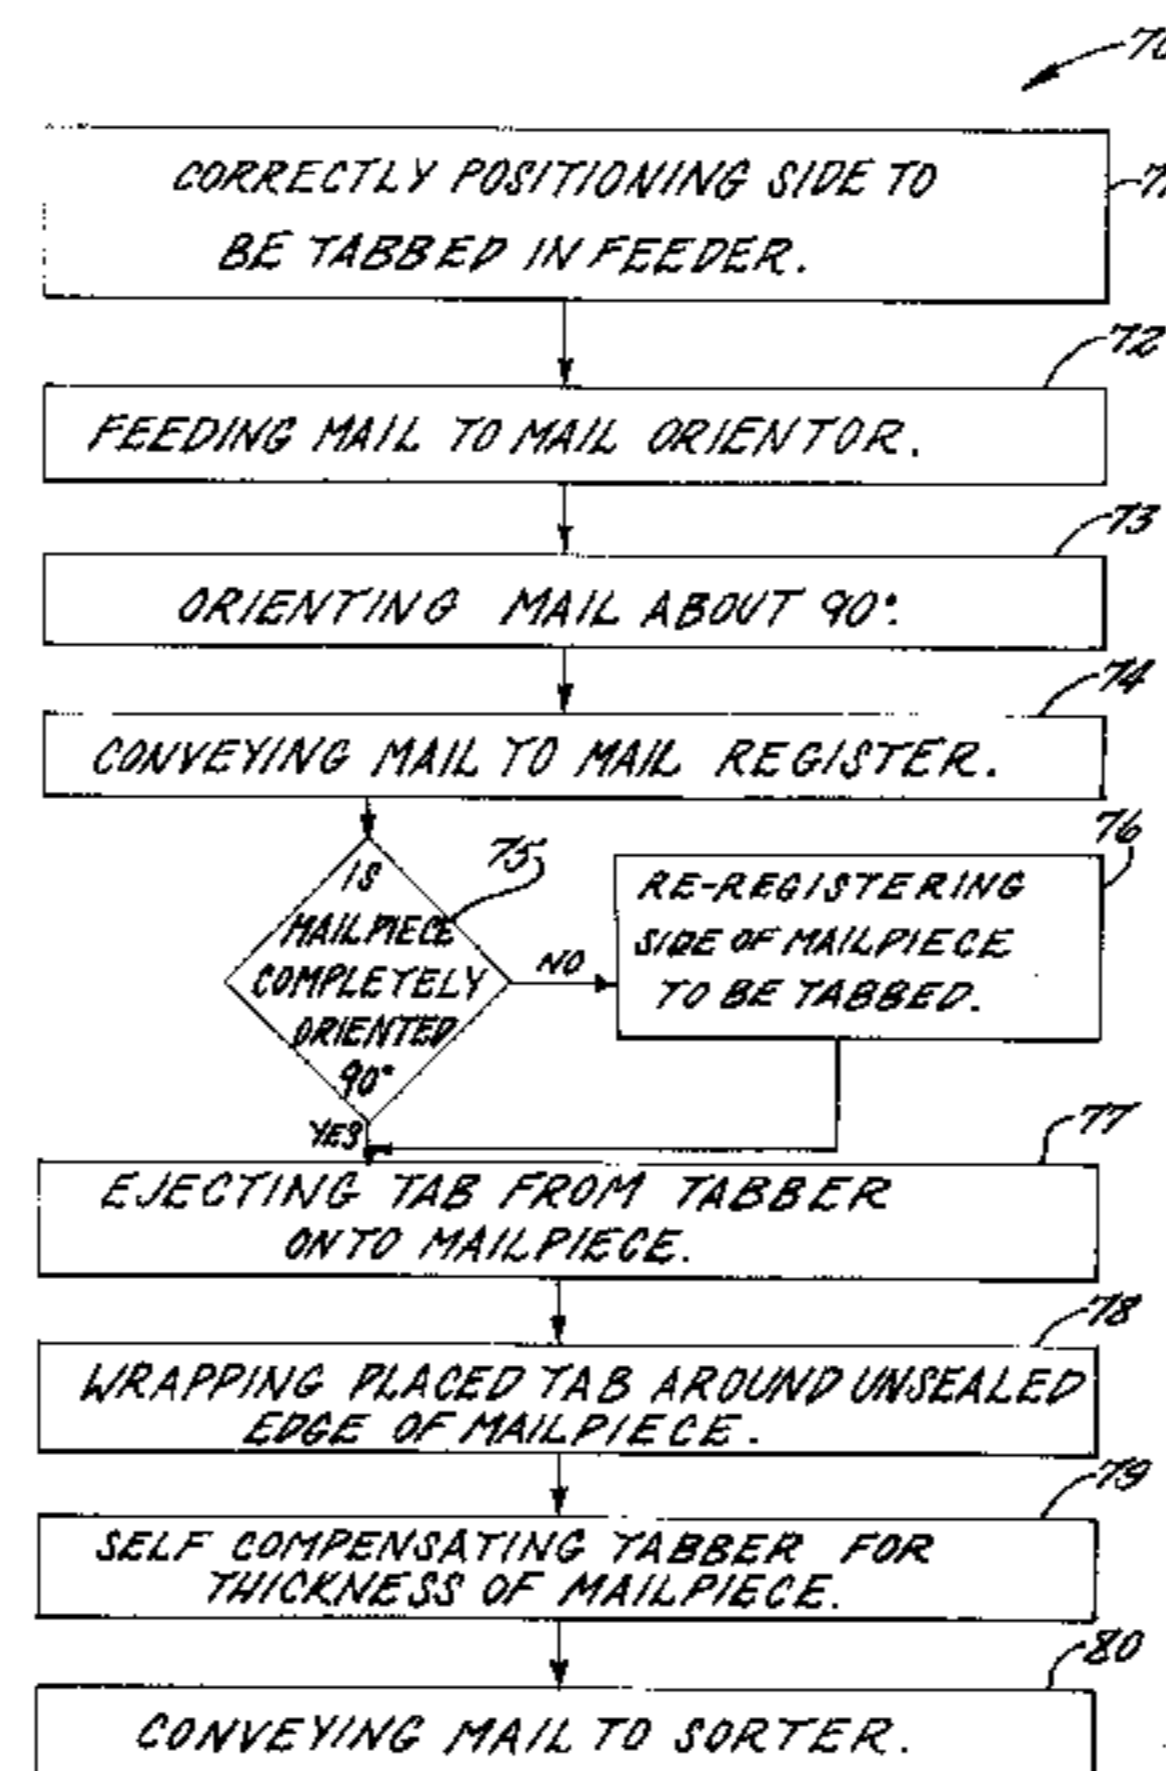 70
CORRECTLY POSITIONING SIDE TO
BE TABBED IN FEEDER.
72
FEEDING MAIL TO MAIL ORIENTOR.
73
ORIENTING MAIL ABOUT 90°.
74
CONVEYING MAIL TO MAIL REGISTER.
75
IS
MAILPIECE
COMPLETELY
ORIENTED
90°
NO
YES
76
RE-REGISTERING
SIDE OF MAILPIECE
TO BE TABBED.
77
EJECTING TAB FROM TABBER
ONTO MAILPIECE.
78
WRAPPING PLACED TAB AROUND UNSEALED
EDGE OF MAILPIECE.
79
SELF COMPENSATING TABBER FOR
THICKNESS OF MAILPIECE.
80
CONVEYING MAIL TO SORTER.